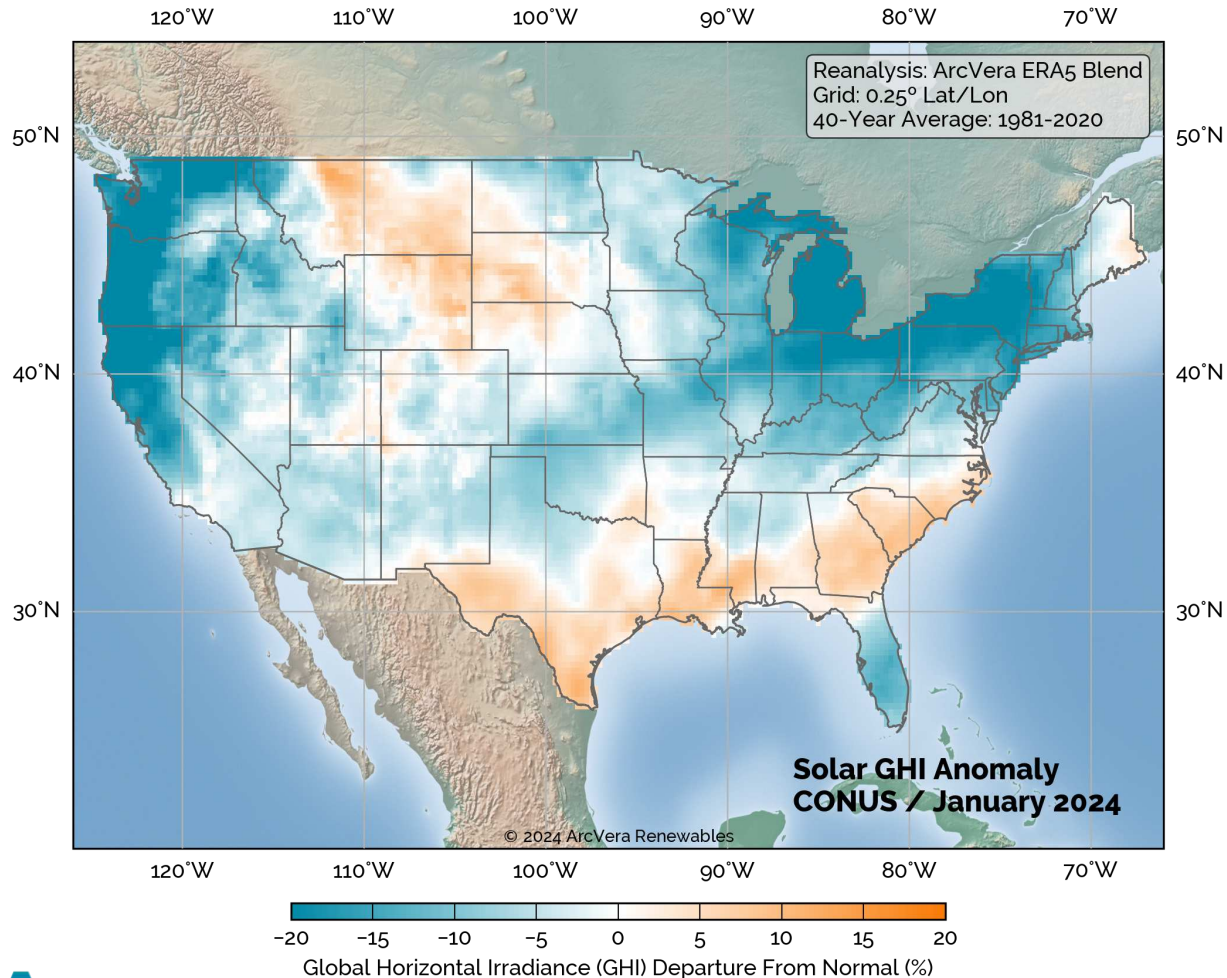 120°W 110°W 100°W 90°W 80°W 70°W
Reanalysis: ArcVera ERA5 Blend
Grid: 0.25º Lat/Lon
40-Year Average: 1981-2020
50°N 50°N
40°N 40°N
30°N 30°N
Solar GHI Anomaly
CONUS / January 2024
© 2024 ArcVera Renewables
120°W 110°W 100°W 90°W 80°W 70°W
−20 −15 −10 −5 0 5 10 15 20
Global Horizontal Irradiance (GHI) Departure From Normal (%)